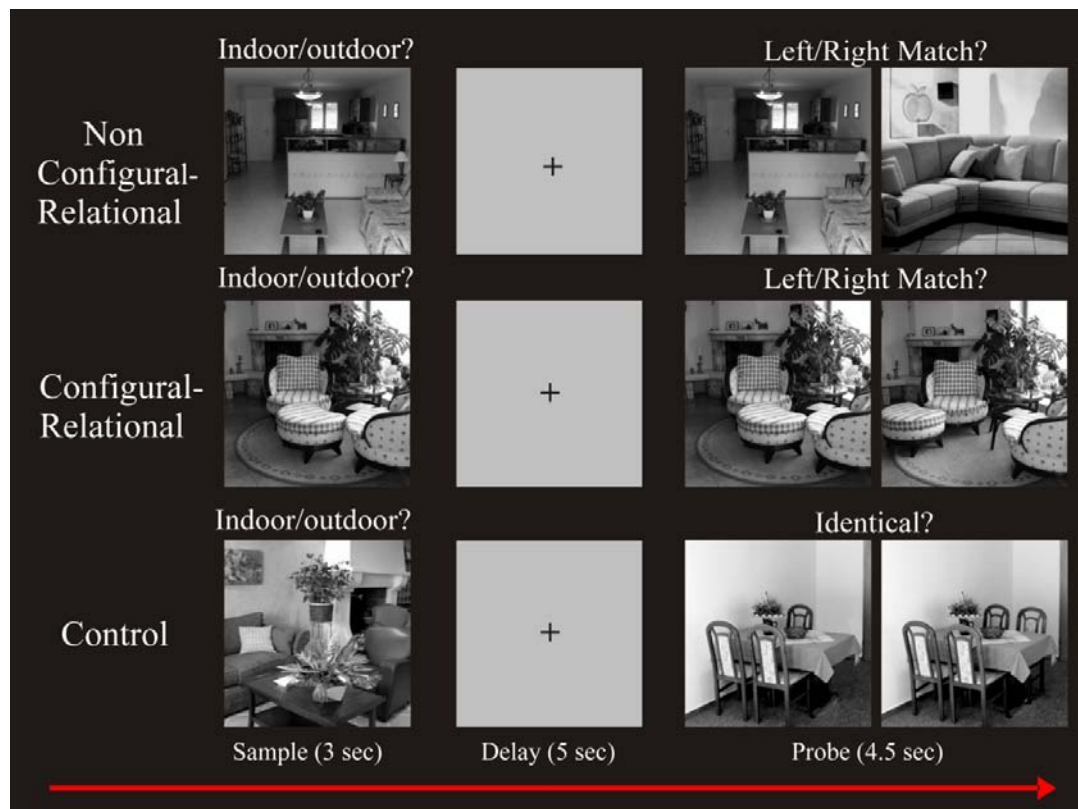 Indoor/outdoor?
Left/Right Match?
Non
Configural-
Relational
Indoor/outdoor?
Left/Right Match?
Configural-
Relational
Indoor/outdoor?
Identical?
Control
Sample (3 sec)
Delay (5 sec)
Probe (4.5 sec)